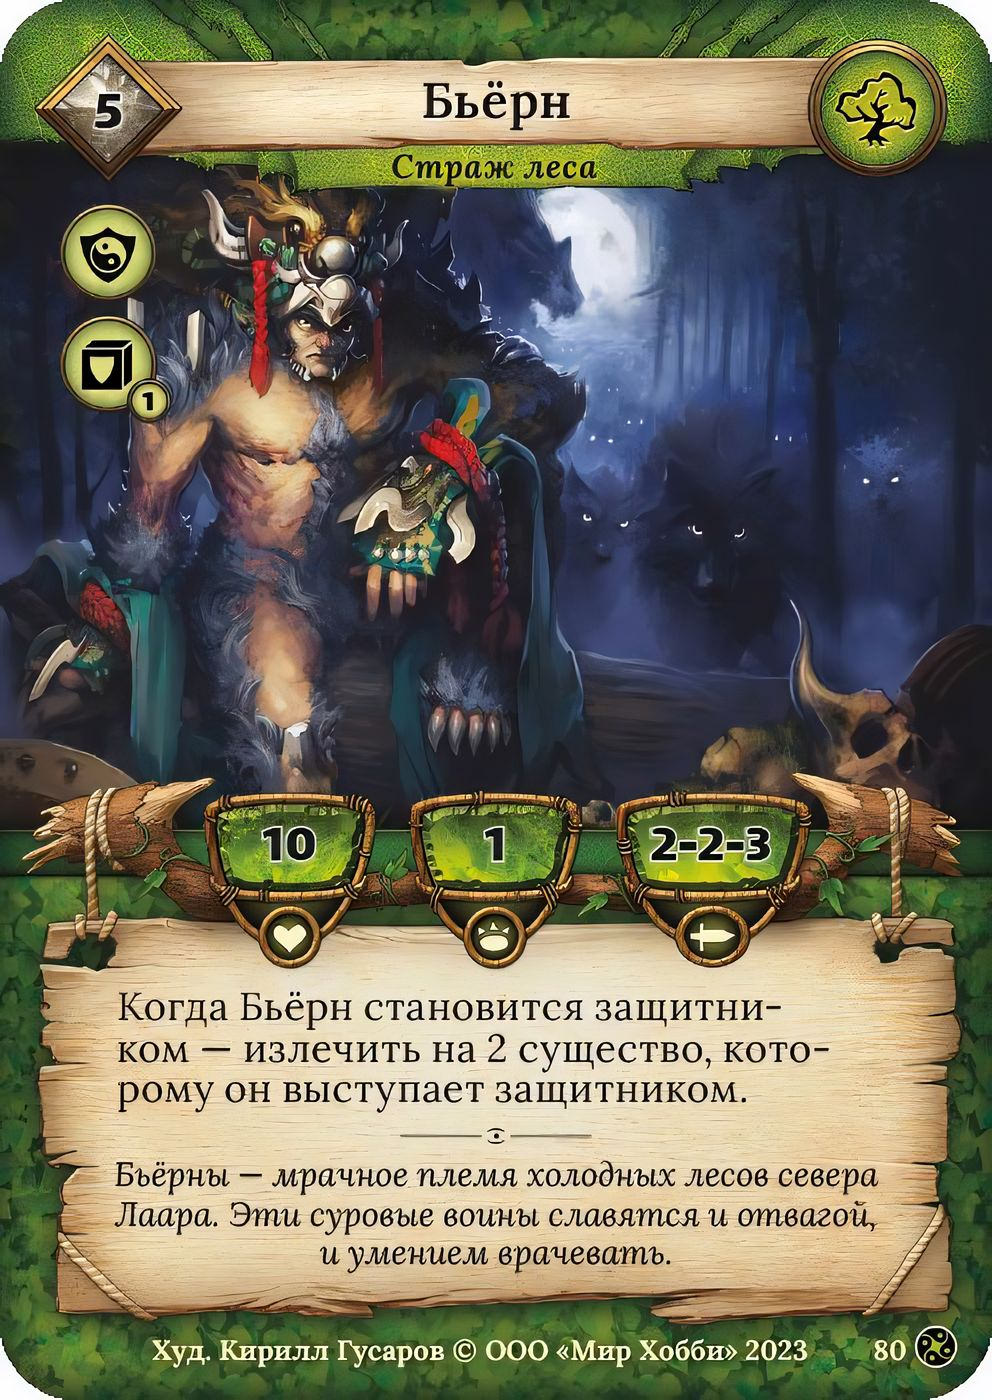 5
Бьёрн
Страж леса
1
10
1
2-2-3
Когда Бьёрн становится защитни-
ком — излечить на 2 существо, кото-
рому он выступает защитником.
Бьёрны — мрачное племя холодных лесов севера
Лаара. Эти суровые воины славятся и отвагой,
и умением врачевать.
Худ. Кирилл Гусаров © ООО «Мир Хобби» 2023
80